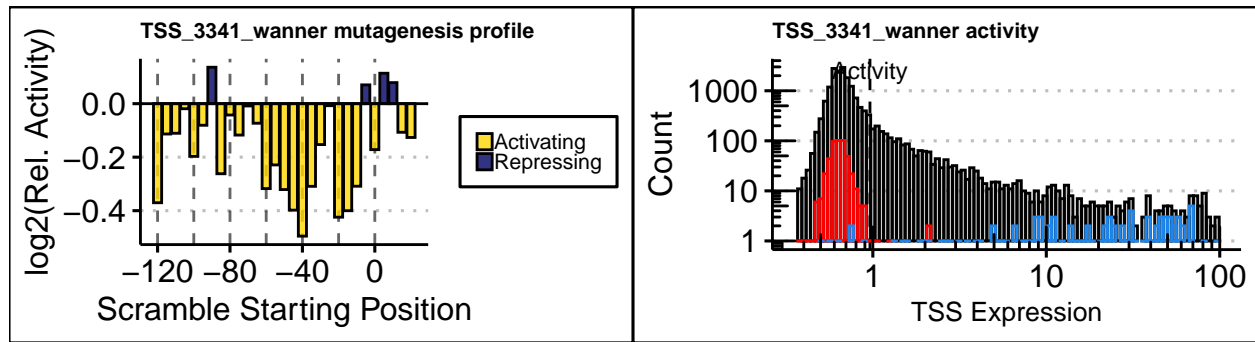 TSS_3341_wanner mutagenesis profile
log2(Rel. Activity)
0.0
−0.2
−0.4
−120
−80
−40
0
Scramble Starting Position
Activating
Repressing
TSS_3341_wanner activity
Activity
Count
1000
100
10
1
1
10
100
TSS Expression